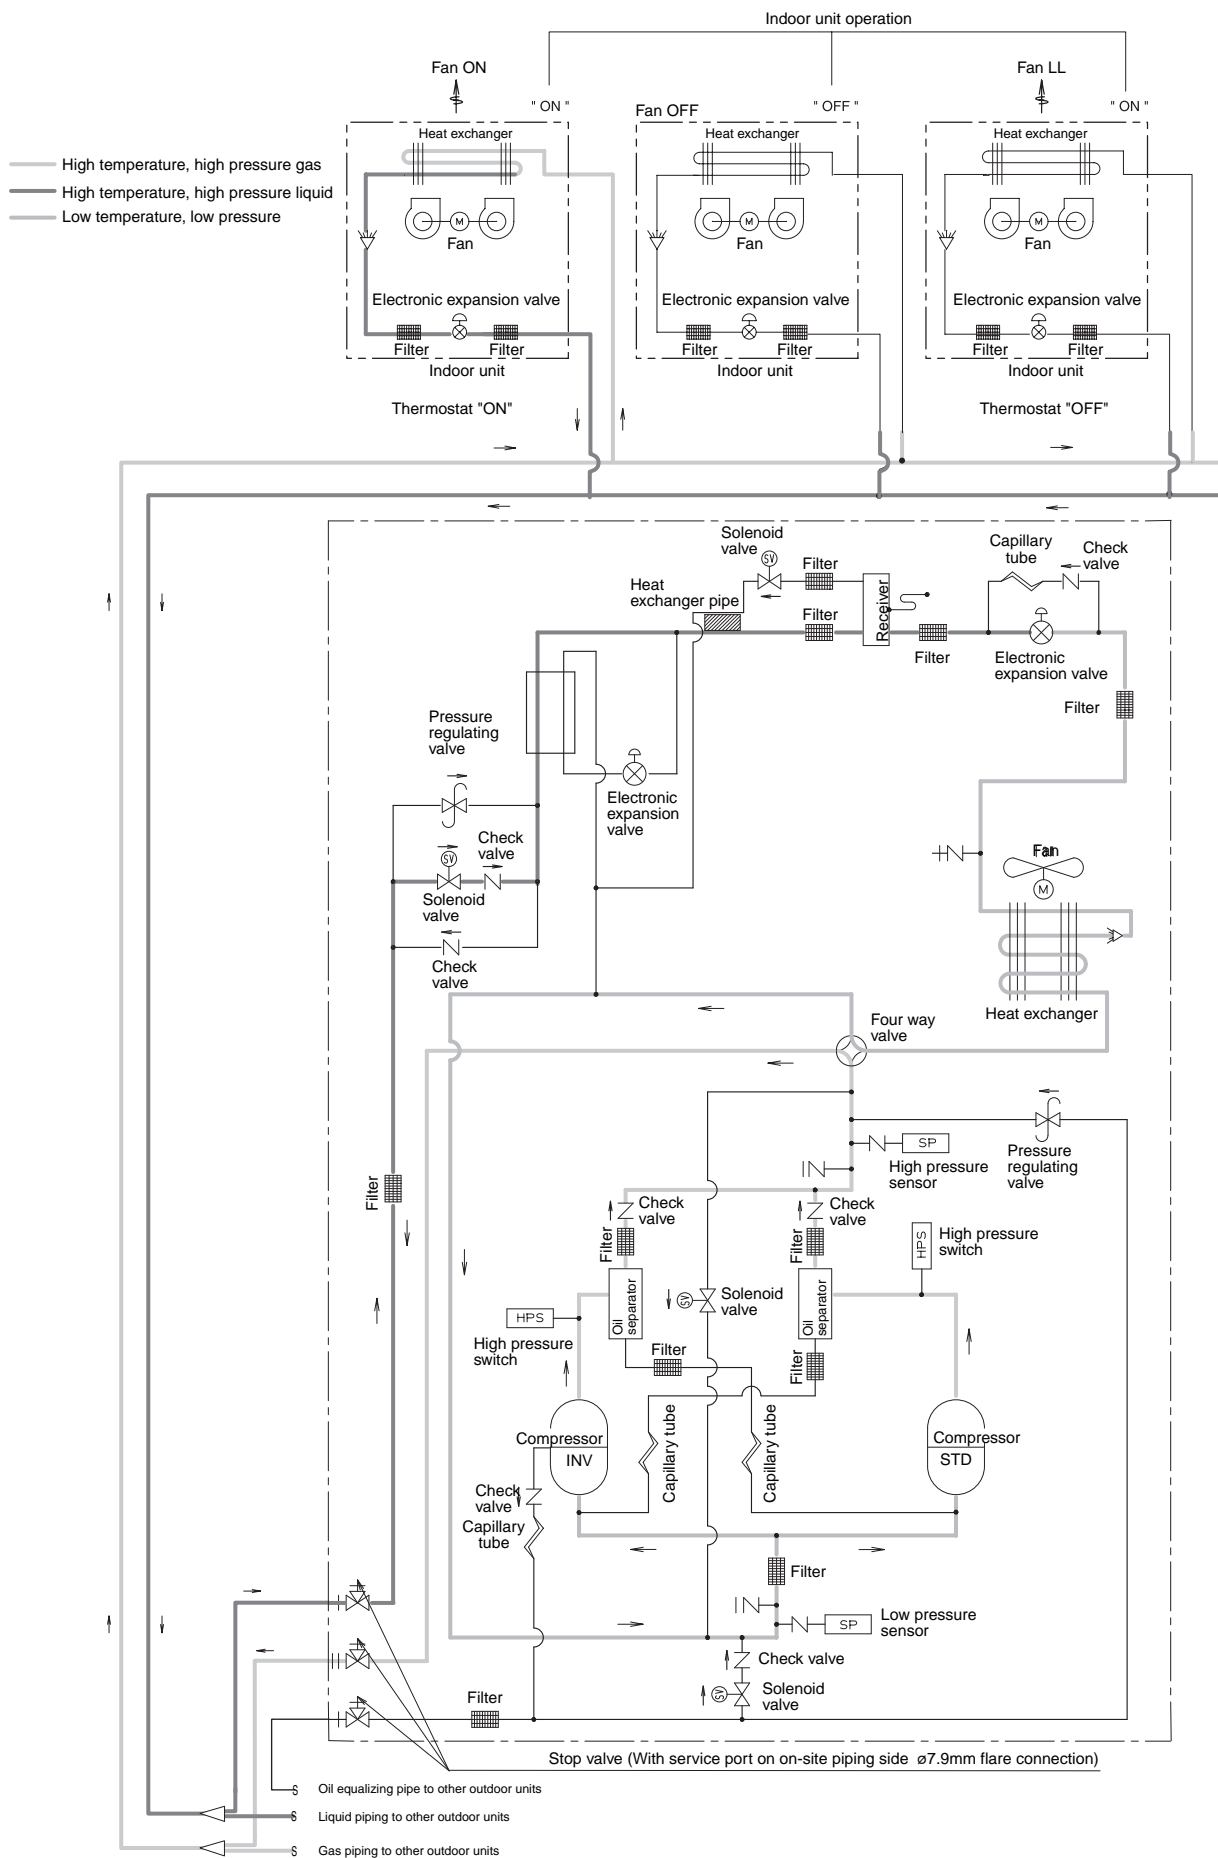 Indoor unit operation
Fan ON
Fan LL
" ON "
Fan OFF
" OFF "
" ON "
Heat exchanger
Heat exchanger
Heat exchanger
High temperature, high pressure gas
High temperature, high pressure liquid
Low temperature, low pressure
M
M
M
Fan
Fan
Fan
Electronic expansion valve
Electronic expansion valve
Electronic expansion valve
Filter
Filter
Filter
Filter
Filter
Filter
Indoor unit
Indoor unit
Indoor unit
Thermostat "ON"
Thermostat "OFF"
Solenoid
valve
SV
Filter
Capillary
tube
Check
valve
Heat
exchanger pipe
Filter
Receiver
Filter
Electronic
expansion valve
Filter
Pressure
regulating
valve
Electronic
expansion
valve
Check
valve
SV
Solenoid
valve
Check
valve
Fan
M
Heat exchanger
Four way
valve
SP
High pressure
sensor
Pressure
regulating
valve
Filter
Check
valve
Check
valve
Filter
Filter
HPS
High pressure
switch
Oil
separator
SV
Solenoid
valve
Oil
separator
HPS
High pressure
switch
Filter
Filter
Compressor
INV
Capillary tube
Capillary tube
Compressor
STD
Check
valve
Capillary
tube
Filter
SP
Low pressure
sensor
Check valve
SV
Solenoid
valve
Filter
Stop valve (With service port on on-site piping side ø7.9mm flare connection)
S Oil equalizing pipe to other outdoor units
S Liquid piping to other outdoor units
S Gas piping to other outdoor units